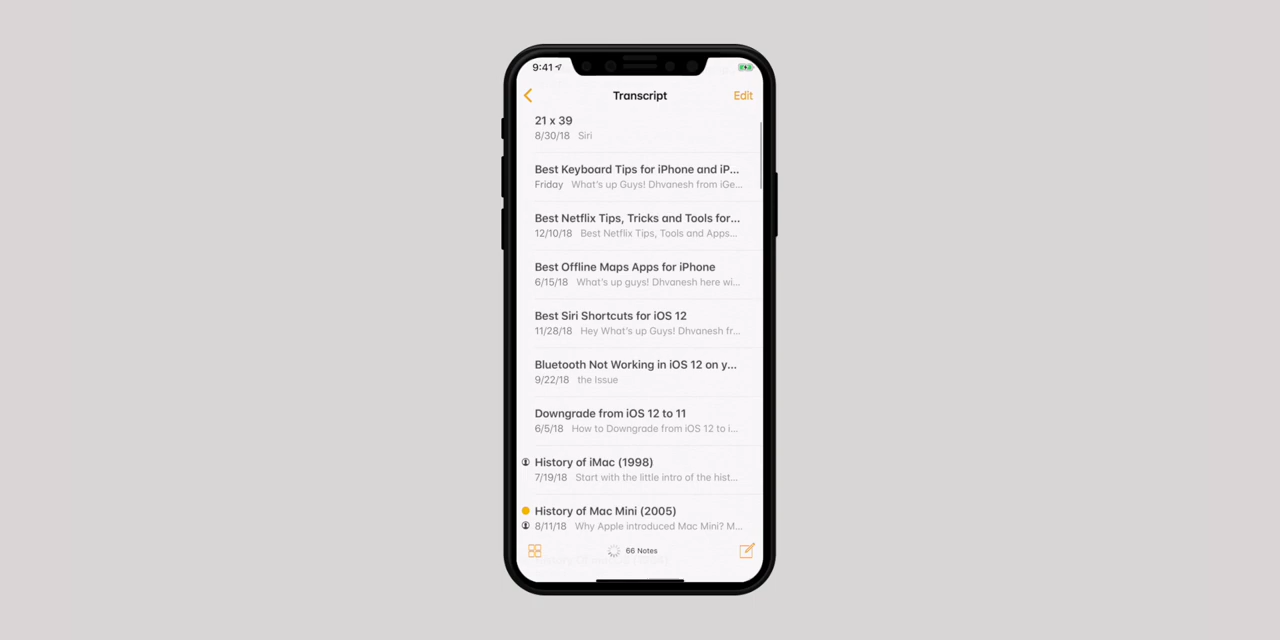 9:41
Transcript
Edit
21 x 39
8/30/18 Siri
Best Keyboard Tips for iPhone and iP...
Friday What's up Guys! Dhvanesh from iGe...
Best Netflix Tips, Tricks and Tools for...
12/10/18 Best Netflix Tips, Tools and Apps...
Best Offline Maps Apps for iPhone
6/15/18 What's up guys! Dhvanesh here wi...
Best Siri Shortcuts for iOS 12
11/28/18 Hey What's up Guys! Dhvanesh fr...
Bluetooth Not Working in iOS 12 on y...
9/22/18 the Issue
Downgrade from iOS 12 to 11
6/5/18 How to Downgrade from iOS 12 to i...
History of iMac (1998)
7/19/18 Start with the little intro of the hist...
History of Mac Mini (2005)
8/11/18 Why Apple introduced Mac Mini? M...
66 Notes